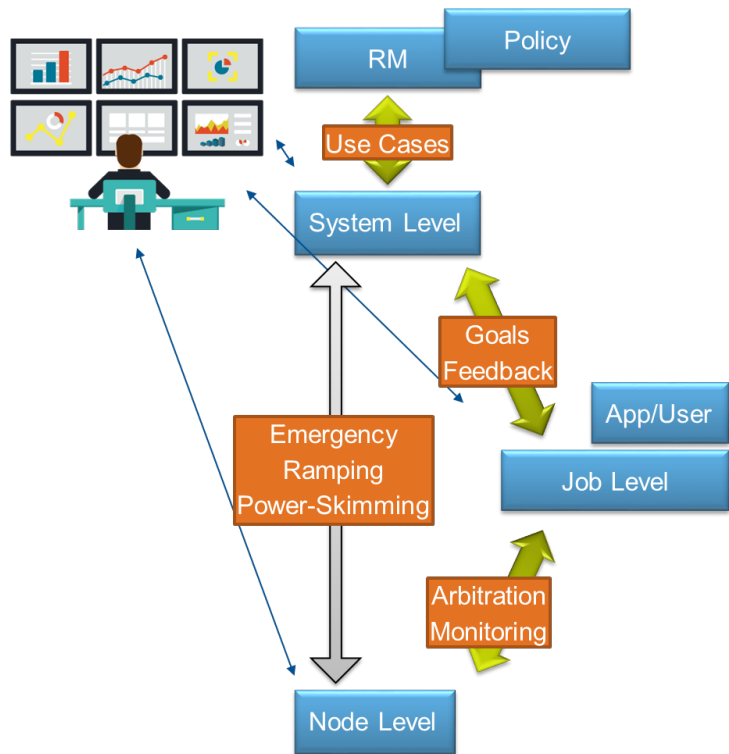 Policy
RM
Use Cases
System Level
Goals
Feedback
App/User
Emergency
Ramping
Power-Skimming
Job Level
Arbitration
Monitoring
Node Level